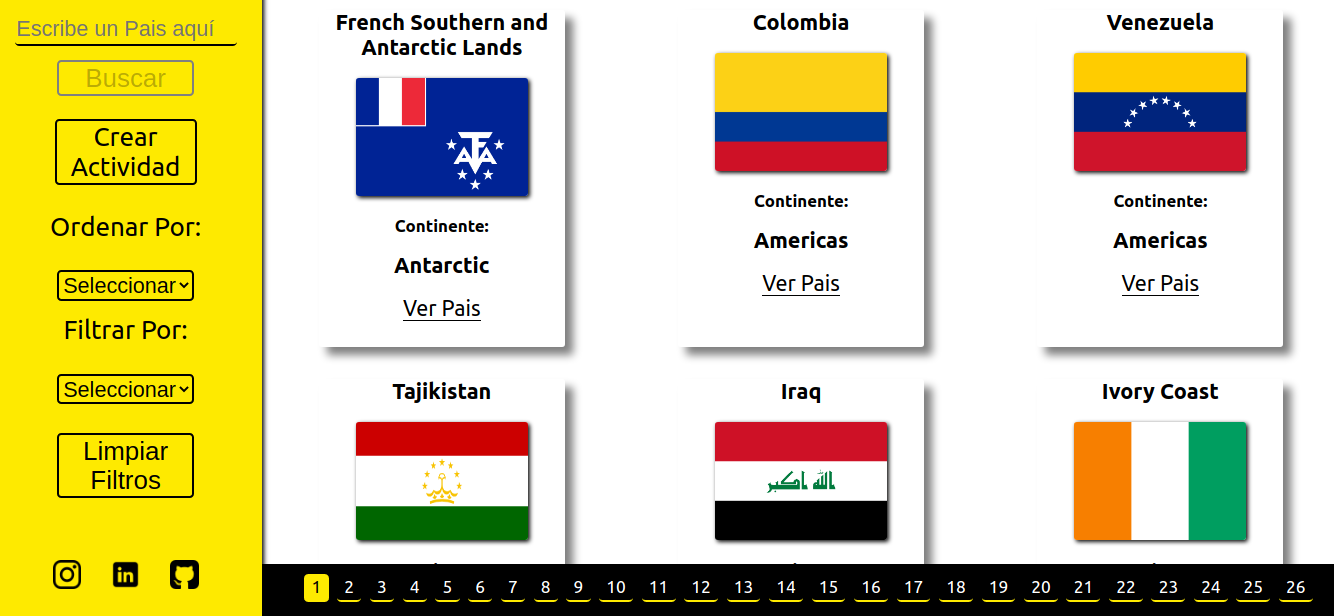 Escribe un Pais aquí
Buscar
Crear
Actividad
Ordenar Por:
Seleccionar
Filtrar Por:
Seleccionar
Limpiar
Filtros
in
French Southern and
Antarctic Lands
Continente:
Antarctic
Ver Pais
Colombia
Continente:
Americas
Ver Pais
Venezuela
Continente:
Americas
Ver Pais
Tajikistan
Iraq
الله اكبر
Ivory Coast
1 2 3 4 5 6 7 8 9 10 11 12 13 14 15 16 17 18 19 20 21 22 23 24 25 26